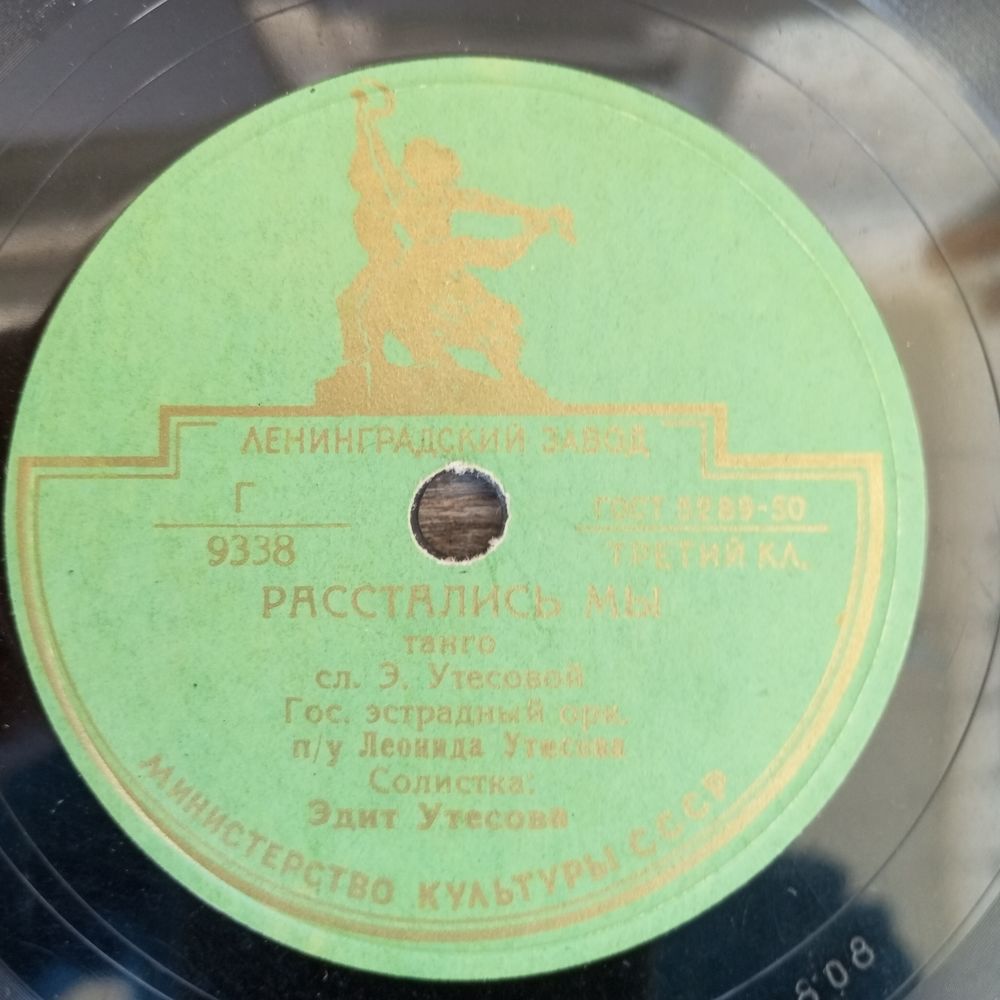 ЛЕНИНГРАДСКИЙ ЗАВОД
Г
9338
ГОСТ 5289-50
ТРЕТИЙ КЛ.
РАССТАЛИСЬ МЫ
танго
сл. Э. Утесовой
Гос. эстрадный орк.
п/у Леонида Утесова
Солистка:
Эдит Утесова
МИНИСТЕРСТВО КУЛЬТУРЫ СССР
608